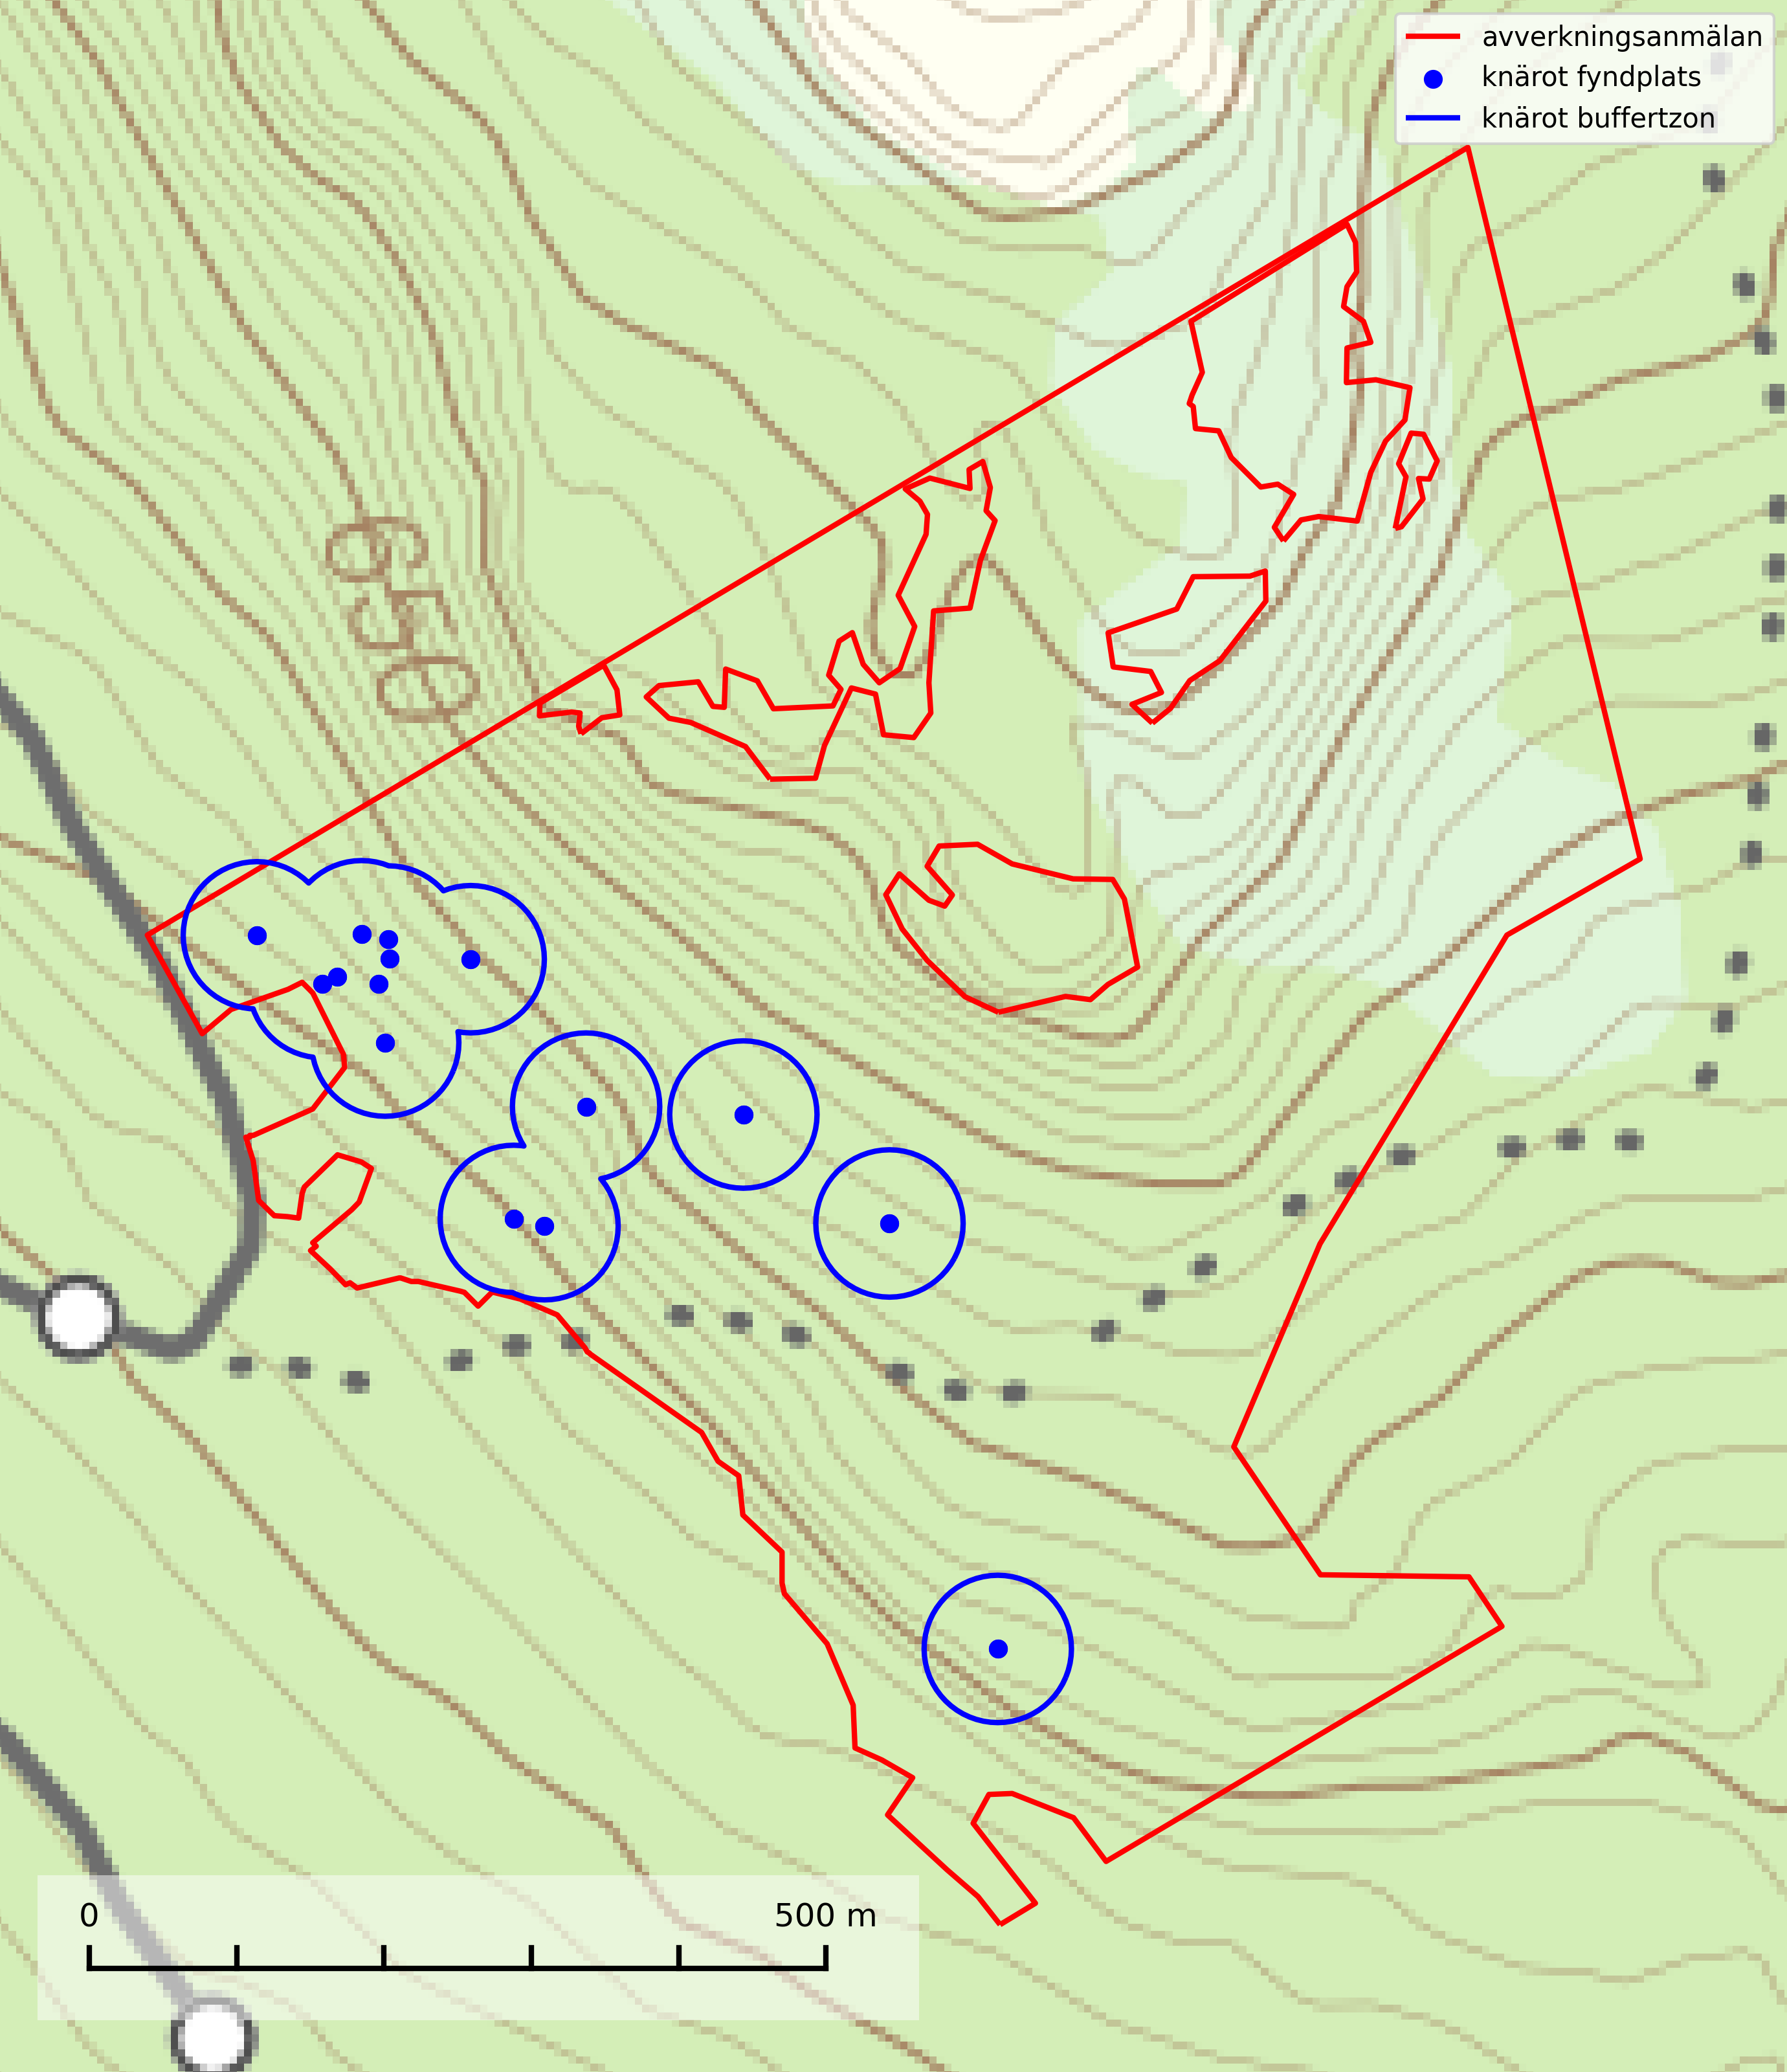 avverkningsanmälan
knärot fyndplats
knärot buffertzon
650
0
500 m